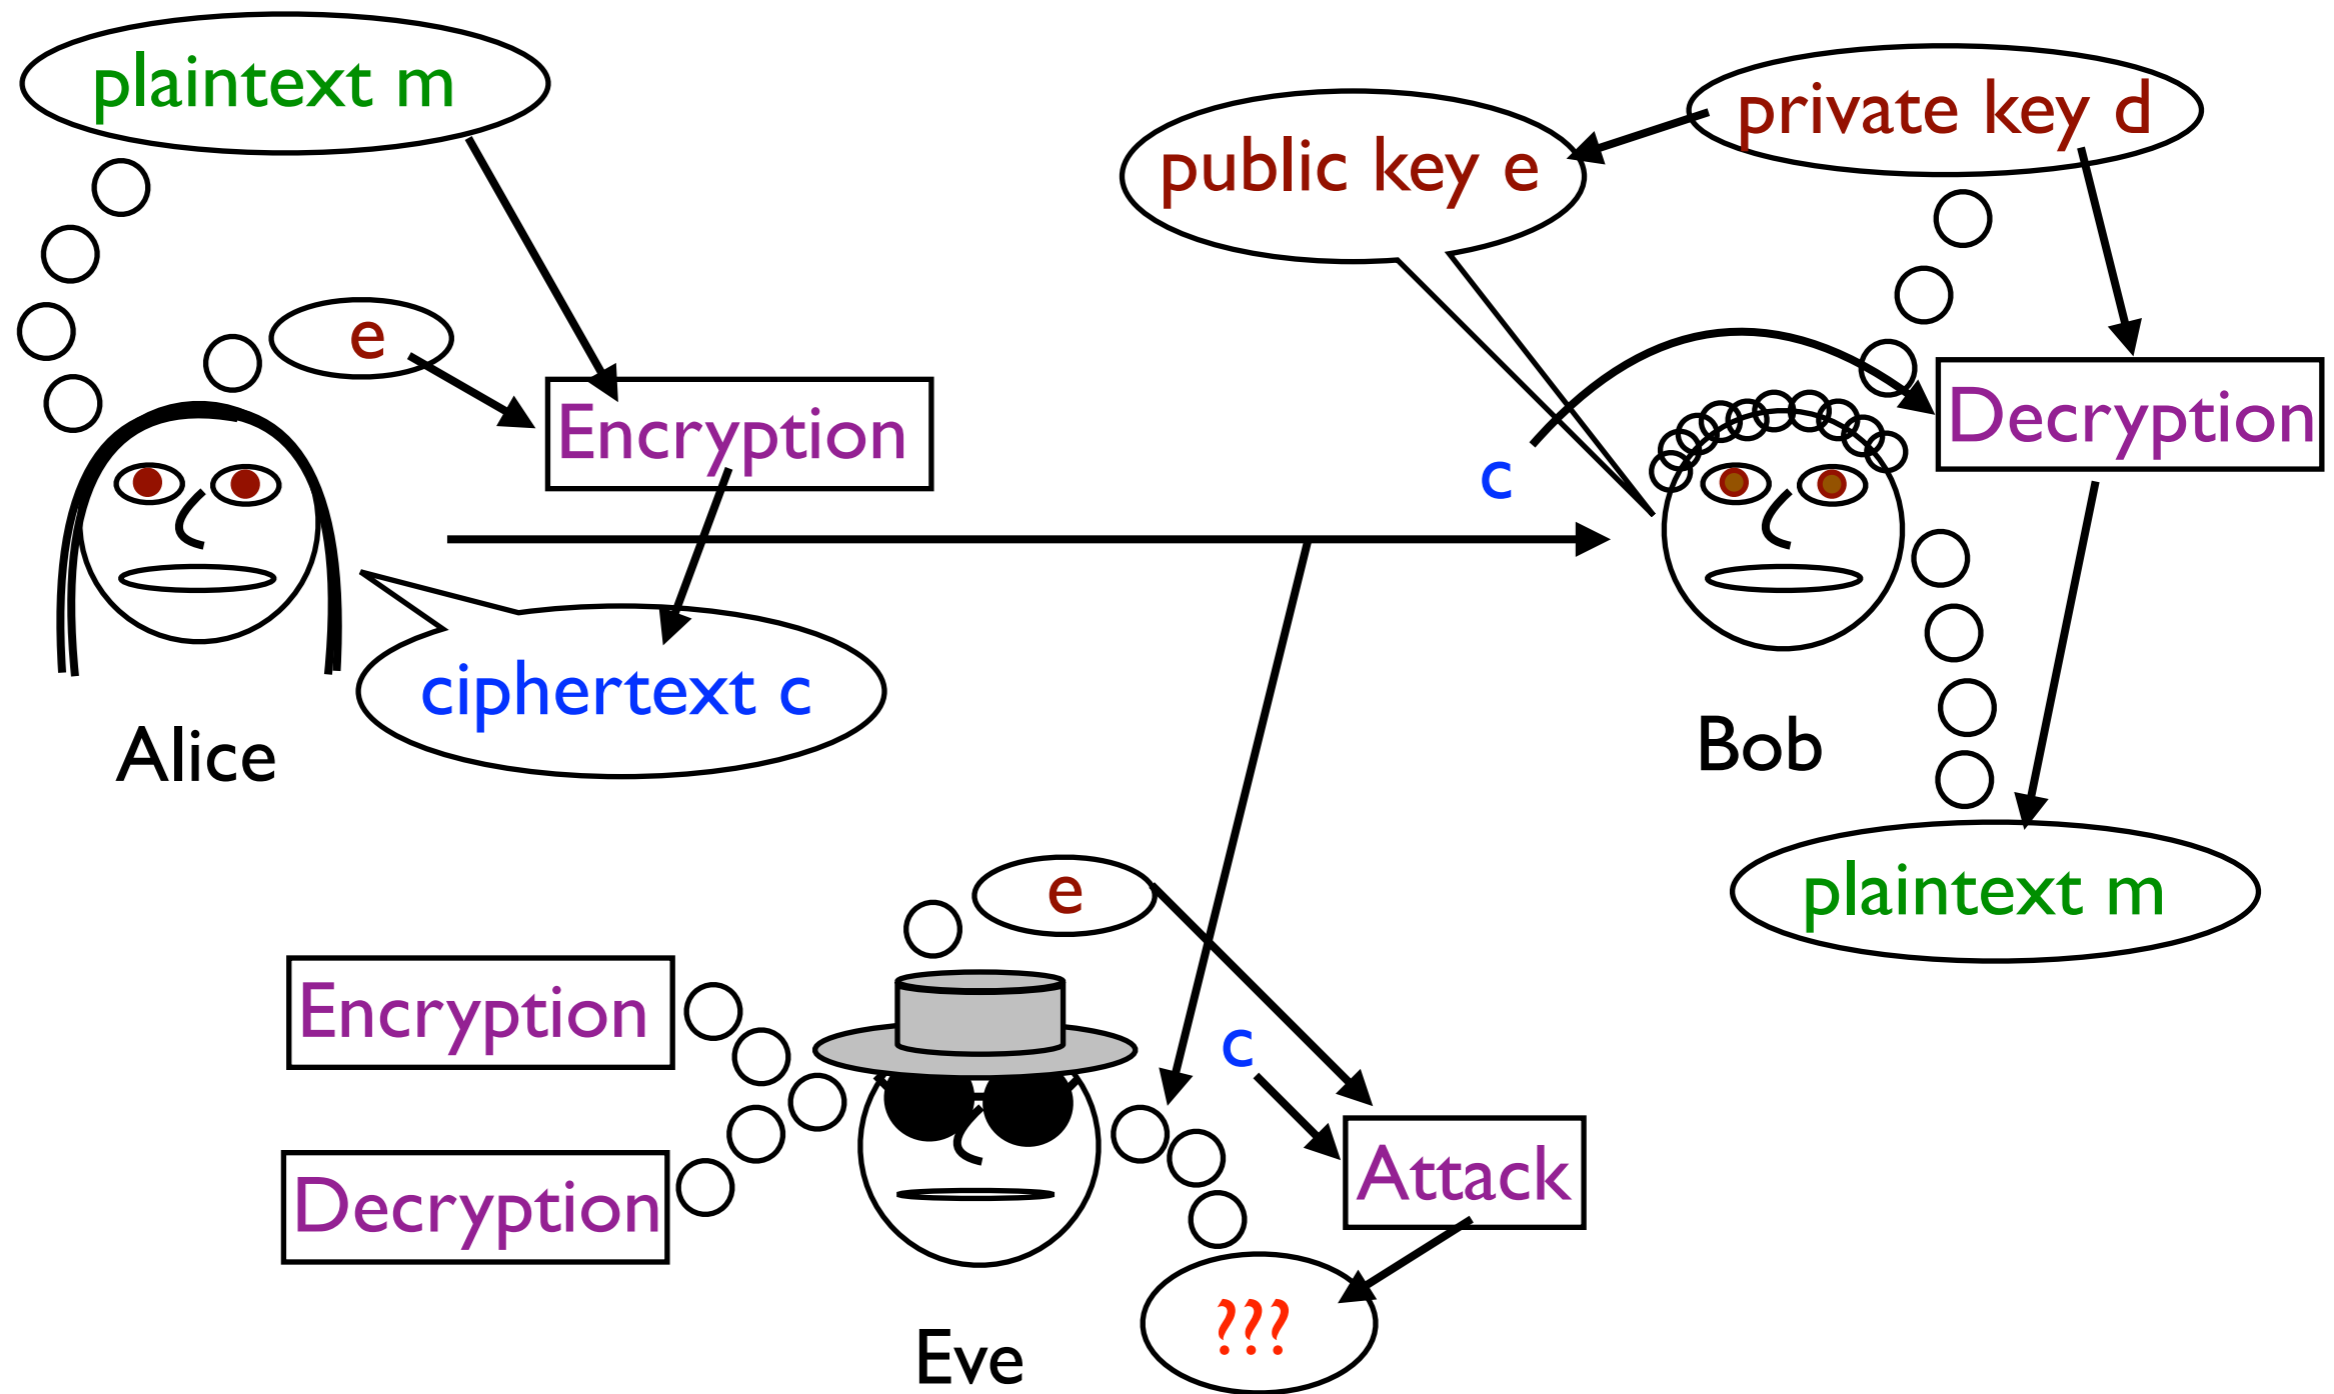 plaintext m
private key d
public key e
e
Encryption
Decryption
c
ciphertext c
Alice
Bob
e
plaintext m
Encryption
c
Attack
Decryption
???
Eve